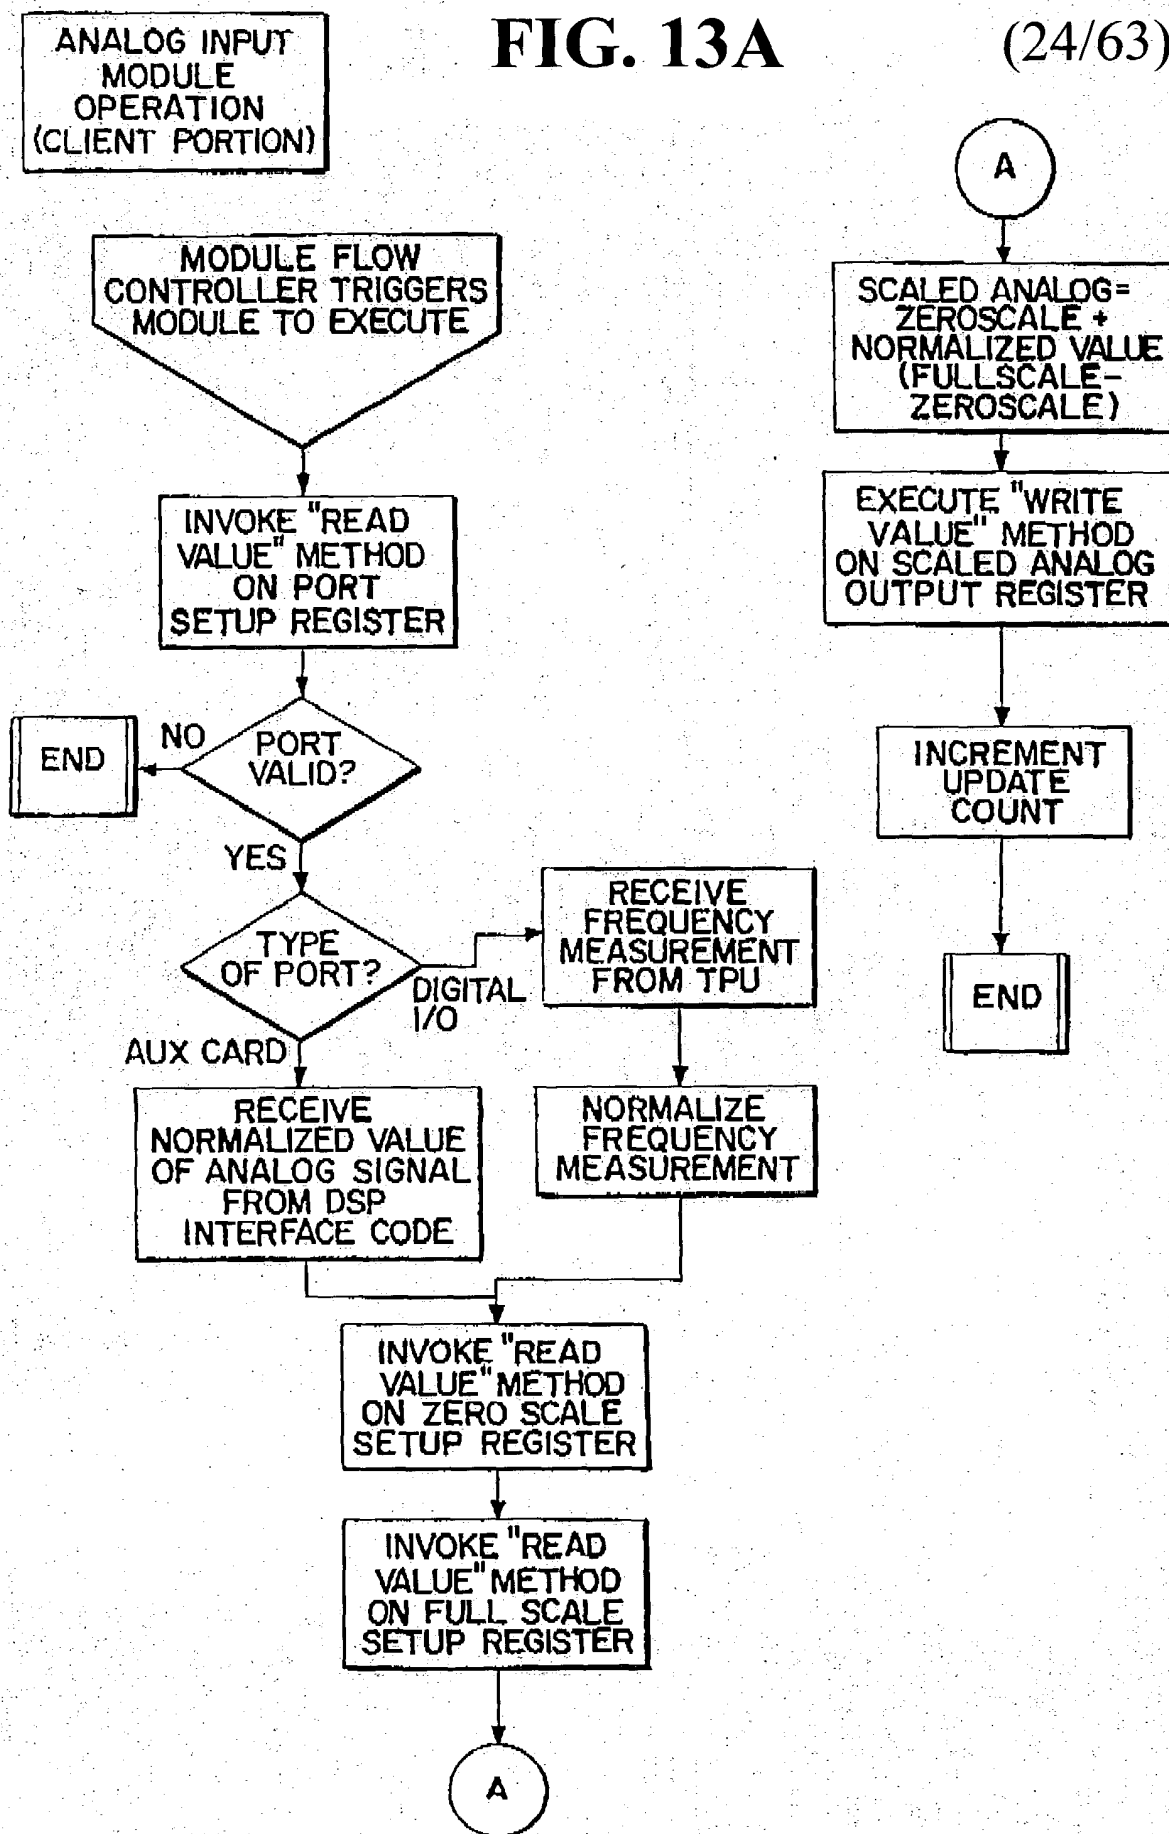 ANALOG INPUT
MODULE
OPERATION
(CLIENT PORTION)
FIG. 13A
(24/63)
MODULE FLOW
CONTROLLER TRIGGERS
MODULE TO EXECUTE
INVOKE "READ
VALUE" METHOD
ON PORT
SETUP REGISTER
PORT
VALID?
NO
END
YES
TYPE
OF PORT?
DIGITAL
I/O
AUX CARD
RECEIVE
FREQUENCY
MEASUREMENT
FROM TPU
NORMALIZE
FREQUENCY
MEASUREMENT
RECEIVE
NORMALIZED VALUE
OF ANALOG SIGNAL
FROM DSP
INTERFACE CODE
INVOKE "READ
VALUE" METHOD
ON ZERO SCALE
SETUP REGISTER
INVOKE "READ
VALUE" METHOD
ON FULL SCALE
SETUP REGISTER
A
A
SCALED ANALOG=
ZEROSCALE +
NORMALIZED VALUE
(FULLSCALE-
ZEROSCALE)
EXECUTE "WRITE
VALUE" METHOD
ON SCALED ANALOG
OUTPUT REGISTER
INCREMENT
UPDATE
COUNT
END